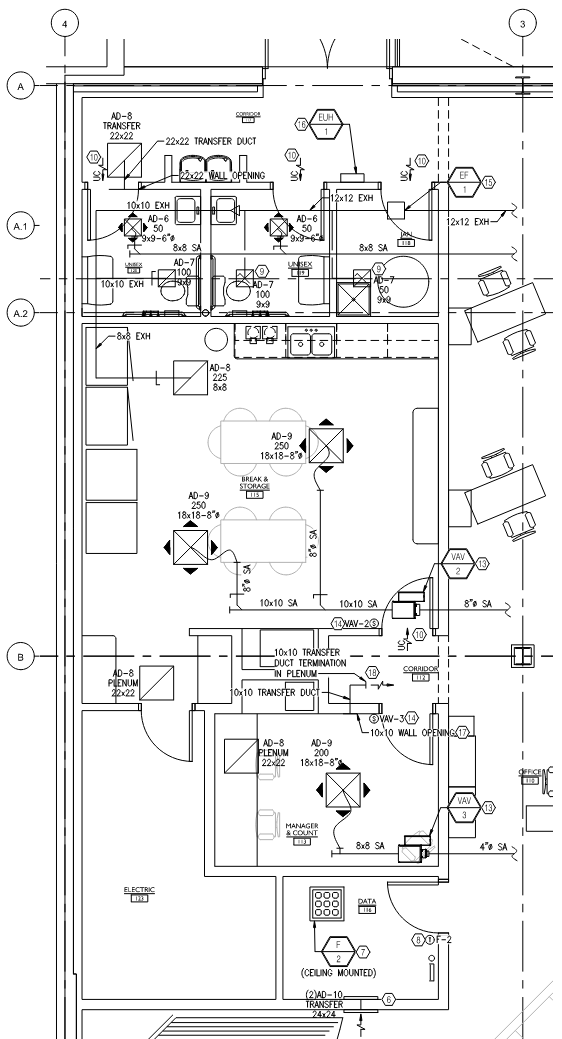 4
3
A
AD-8
TRANSFER
22x22
CORRIDOR
16
EUH
1
22x22 TRANSFER DUCT
10
UC
10
UC
10
UC
22x22 WALL OPENING
EF
1
15
10x10 EXH
12x12 EXH
12x12 EXH
A.1
AD-6
50
9x9-6"ø
AD-6
50
9x9-6"ø
JAN
118
8x8 SA
8x8 SA
UNISEX
120
AD-7
100
9x9
9
UNISEX
119
9
AD-7
100
9x9
AD-7
50
9x9
10x10 EXH
A.2
8x8 EXH
AD-8
225
8x8
AD-9
250
18x18-8"ø
BREAK &
STORAGE
115
AD-9
250
18x18-8"ø
8"ø SA
8"ø SA
VAV
2
13
10x10 SA
10x10 SA
8"ø SA
14 VAV-2 S
UC
10
B
10x10 TRANSFER
DUCT TERMINATION
IN PLENUM
18
CORRIDOR
112
AD-8
PLENUM
22x22
10x10 TRANSFER DUCT
S VAV-3 14
10x10 WALL OPENING 17
AD-8
PLENUM
22x22
AD-9
200
18x18-8"ø
OFFICE
110
VAV
3
13
MANAGER
& COUNT
113
8x8 SA
4"ø SA
ELECTRIC
123
DATA
116
F
2
7
(CEILING MOUNTED)
8 T F-2
(2)AD-10
TRANSFER
24x24
6